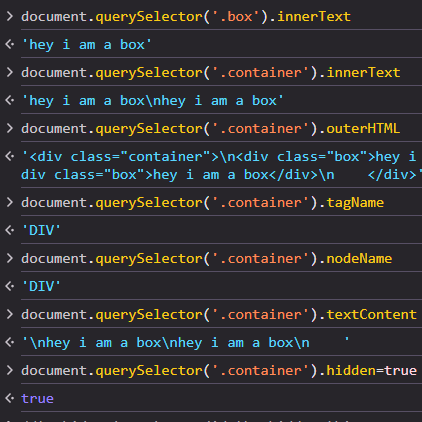 document.querySelector('.box').innerText
'hey i am a box'
document.querySelector('.container').innerText
'hey i am a box\nhey i am a box'
document.querySelector('.container').outerHTML
'<div class="container">\n<div class="box">hey i
div class="box">hey i am a box</div>\n    </div>'
document.querySelector('.container').tagName
'DIV'
document.querySelector('.container').nodeName
'DIV'
document.querySelector('.container').textContent
'\nhey i am a box\nhey i am a box\n    '
document.querySelector('.container').hidden=true
true